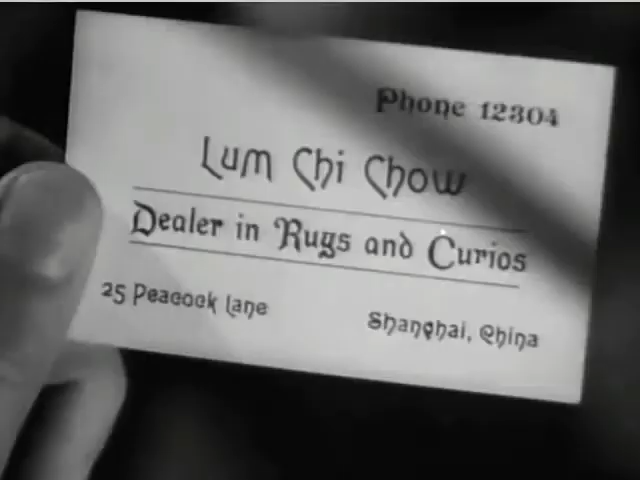 Phone 12304
Lum Chi Chow
Dealer in Rugs and Curios
25 Peacock Lane
Shanghai, China